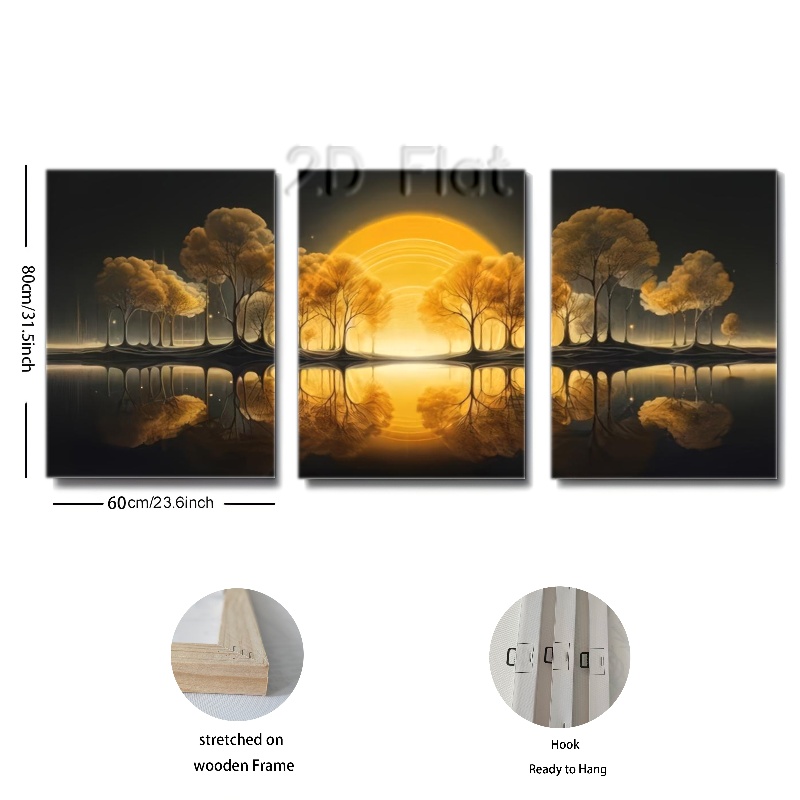 2D Flat
80cm/31.5inch
60cm/23.6inch
stretched on
wooden Frame
Hook
Ready to Hang